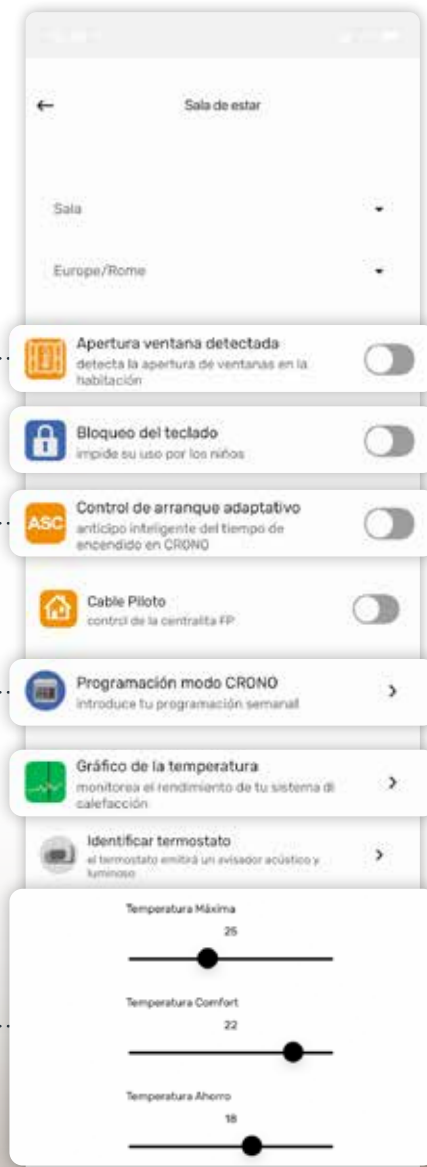 Sala de estar
Sala
Europe/Rome
Apertura ventana detectada
detecta la apertura de ventanas en la
habitación
Bloqueo del teclado
impide su uso por los niños
ASC
Control de arranque adaptativo
anticipo inteligente del tiempo de
encendido en CRONO
Cable Piloto
control de la centralita FP
Programación modo CRONO
introduce tu programación semanal
Gráfico de la temperatura
monitorea el rendimiento de tu sistema di
calefacción
Identificar termostato
el termostato emitirá un avisador acústico y
luminoso
Temperatura Máxima
25
Temperatura Comfort
22
Temperatura Ahorro
18